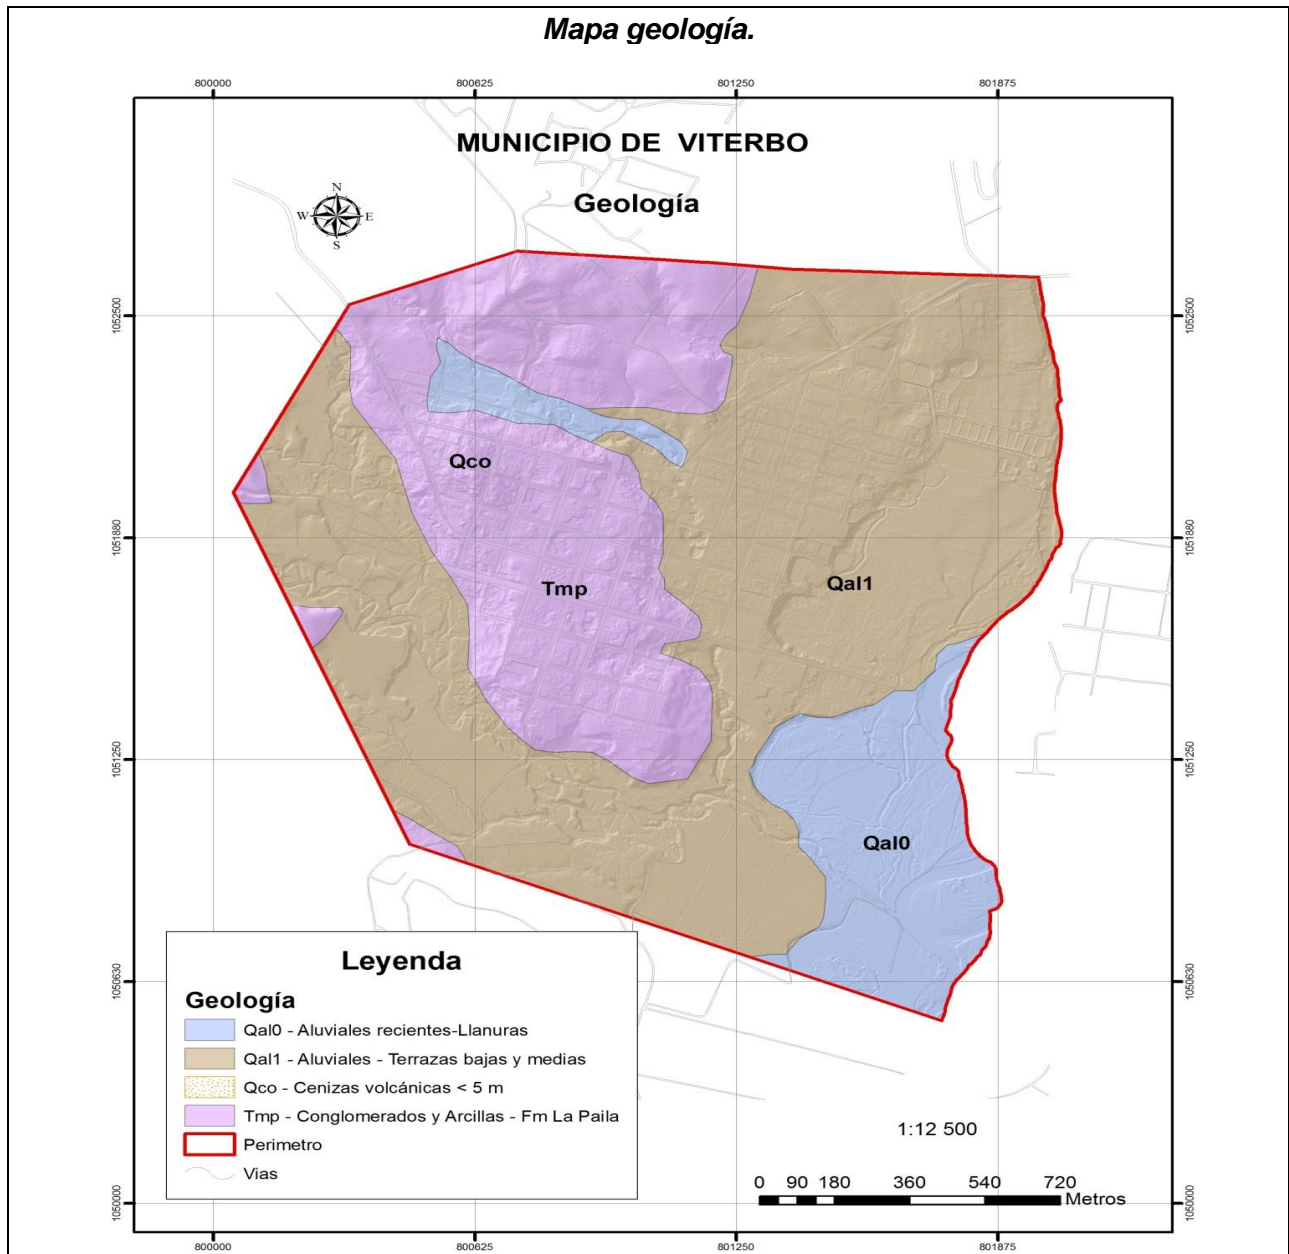 Mapa geología.
800000
800625
801250
801875
MUNICIPIO DE VITERBO
Geología
N
W
E
S
1052500
1052500
Qco
1051880
1051880
Tmp
Qal1
1051250
1051250
Qal0
Leyenda
Geología
Qal0 - Aluviales recientes-Llanuras
Qal1 - Aluviales - Terrazas bajas y medias
Qco - Cenizas volcánicas < 5 m
Tmp - Conglomerados y Arcillas - Fm La Paila
Perimetro
Vias
1050630
1050630
1:12 500
0 90 180 360 540 720
Metros
1050000
1050000
800000
800625
801250
801875